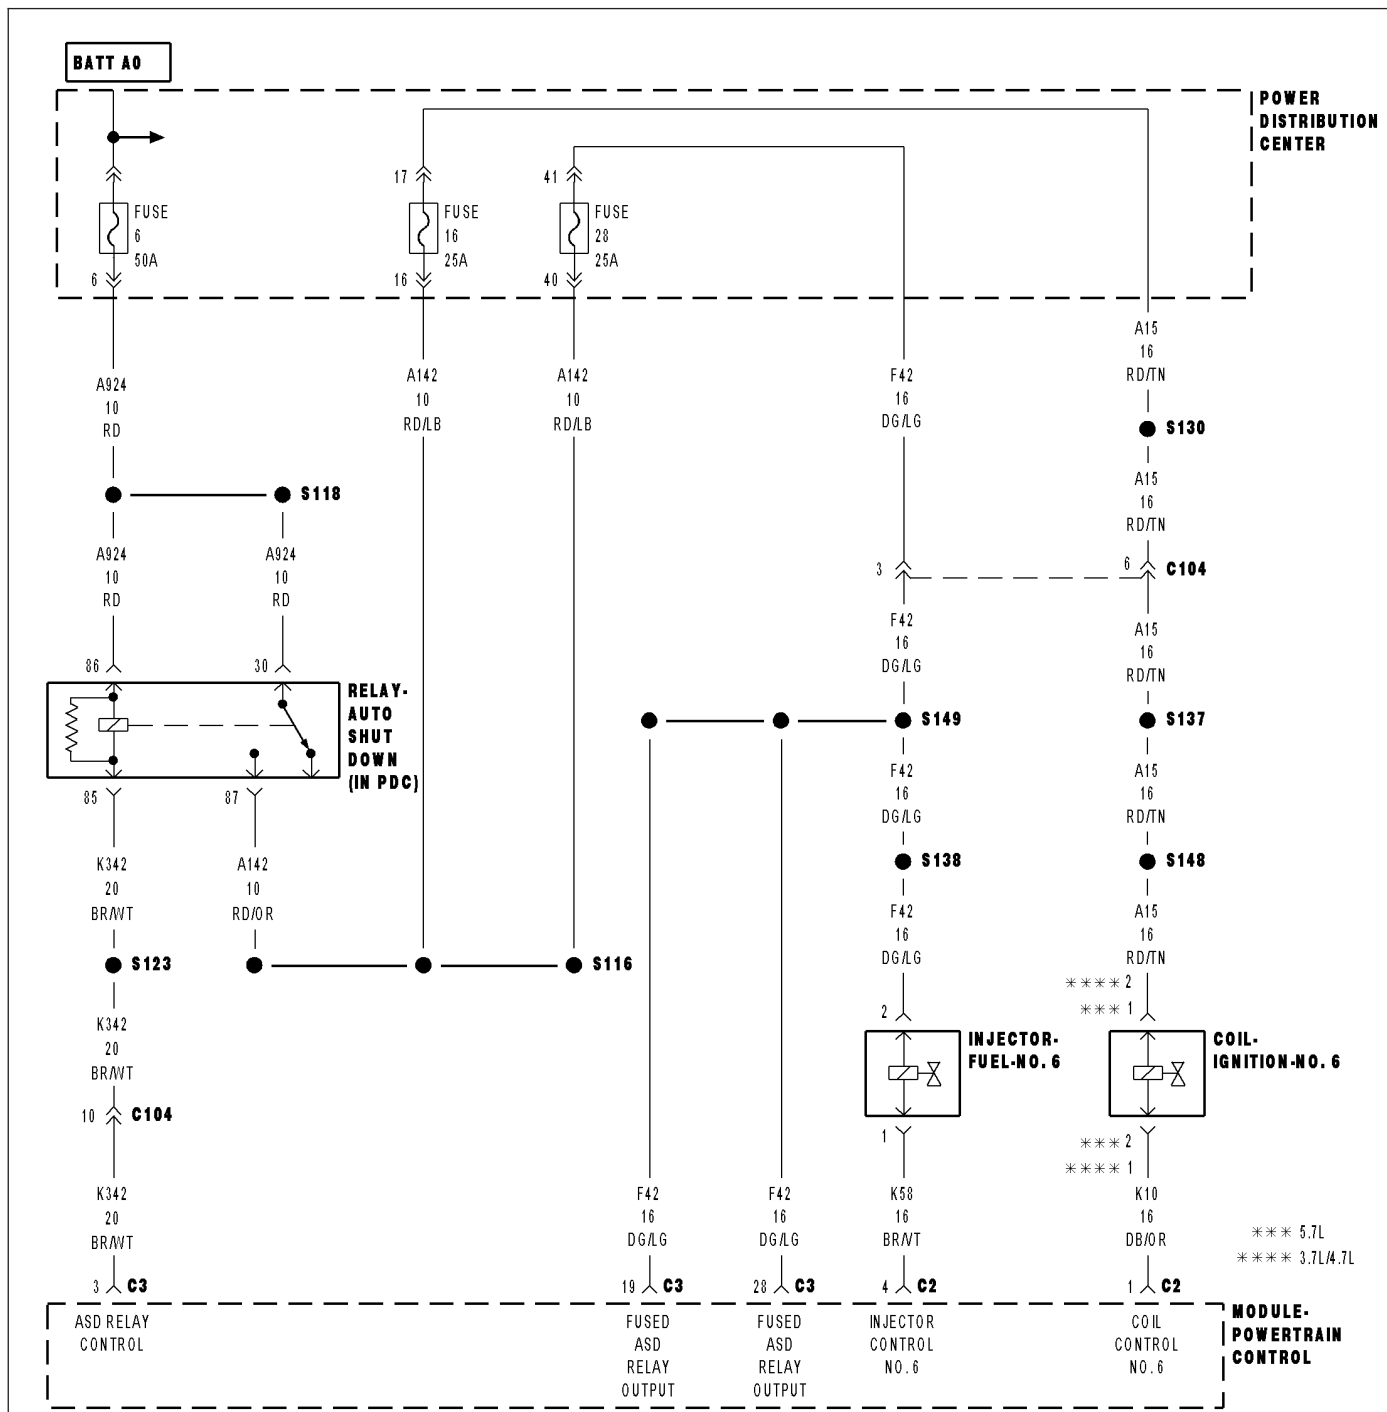 BATT A0
POWER
DISTRIBUTION
CENTER
17
41
FUSE
6
50A
FUSE
16
25A
FUSE
28
25A
6
16
40
A924
10
RD
A142
10
RD/LB
A142
10
RD/LB
F42
16
DG/LG
A15
16
RD/TN
S130
A15
16
RD/TN
S118
A924
10
RD
A924
10
RD
3
6
C104
F42
16
DG/LG
A15
16
RD/TN
86
30
RELAY-
AUTO
SHUT
DOWN
(IN PDC)
S149
S137
85
87
F42
16
DG/LG
A15
16
RD/TN
K342
20
BR/WT
A142
10
RD/OR
S138
S148
F42
16
DG/LG
A15
16
RD/TN
S123
S116
**** 2
*** 1
2
K342
20
BR/WT
INJECTOR-
FUEL-NO. 6
COIL-
IGNITION-NO. 6
10
C104
1
*** 2
**** 1
K342
20
BR/WT
F42
16
DG/LG
F42
16
DG/LG
K58
16
BR/VT
K10
16
DB/OR
*** 5.7L
**** 3.7L/4.7L
3
C3
19
C3
28
C3
4
C2
1
C2
ASD RELAY
CONTROL
FUSED
ASD
RELAY
OUTPUT
FUSED
ASD
RELAY
OUTPUT
INJECTOR
CONTROL
NO. 6
COIL
CONTROL
NO. 6
MODULE-
POWERTRAIN
CONTROL